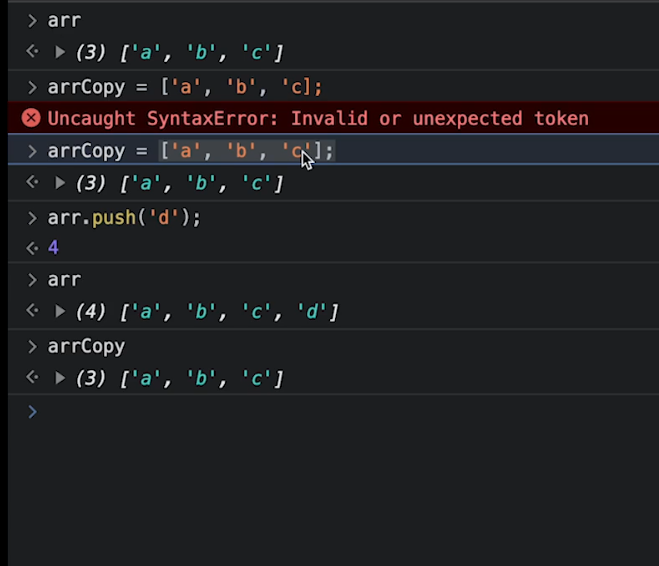 > arr
<· ▶ (3) ['a', 'b', 'c']
> arrCopy = ['a', 'b', 'c];
Uncaught SyntaxError: Invalid or unexpected token
> arrCopy = ['a', 'b', 'c'];
<· ▶ (3) ['a', 'b', 'c']
> arr.push('d');
<· 4
> arr
<· ▶ (4) ['a', 'b', 'c', 'd']
> arrCopy
<· ▶ (3) ['a', 'b', 'c']
>